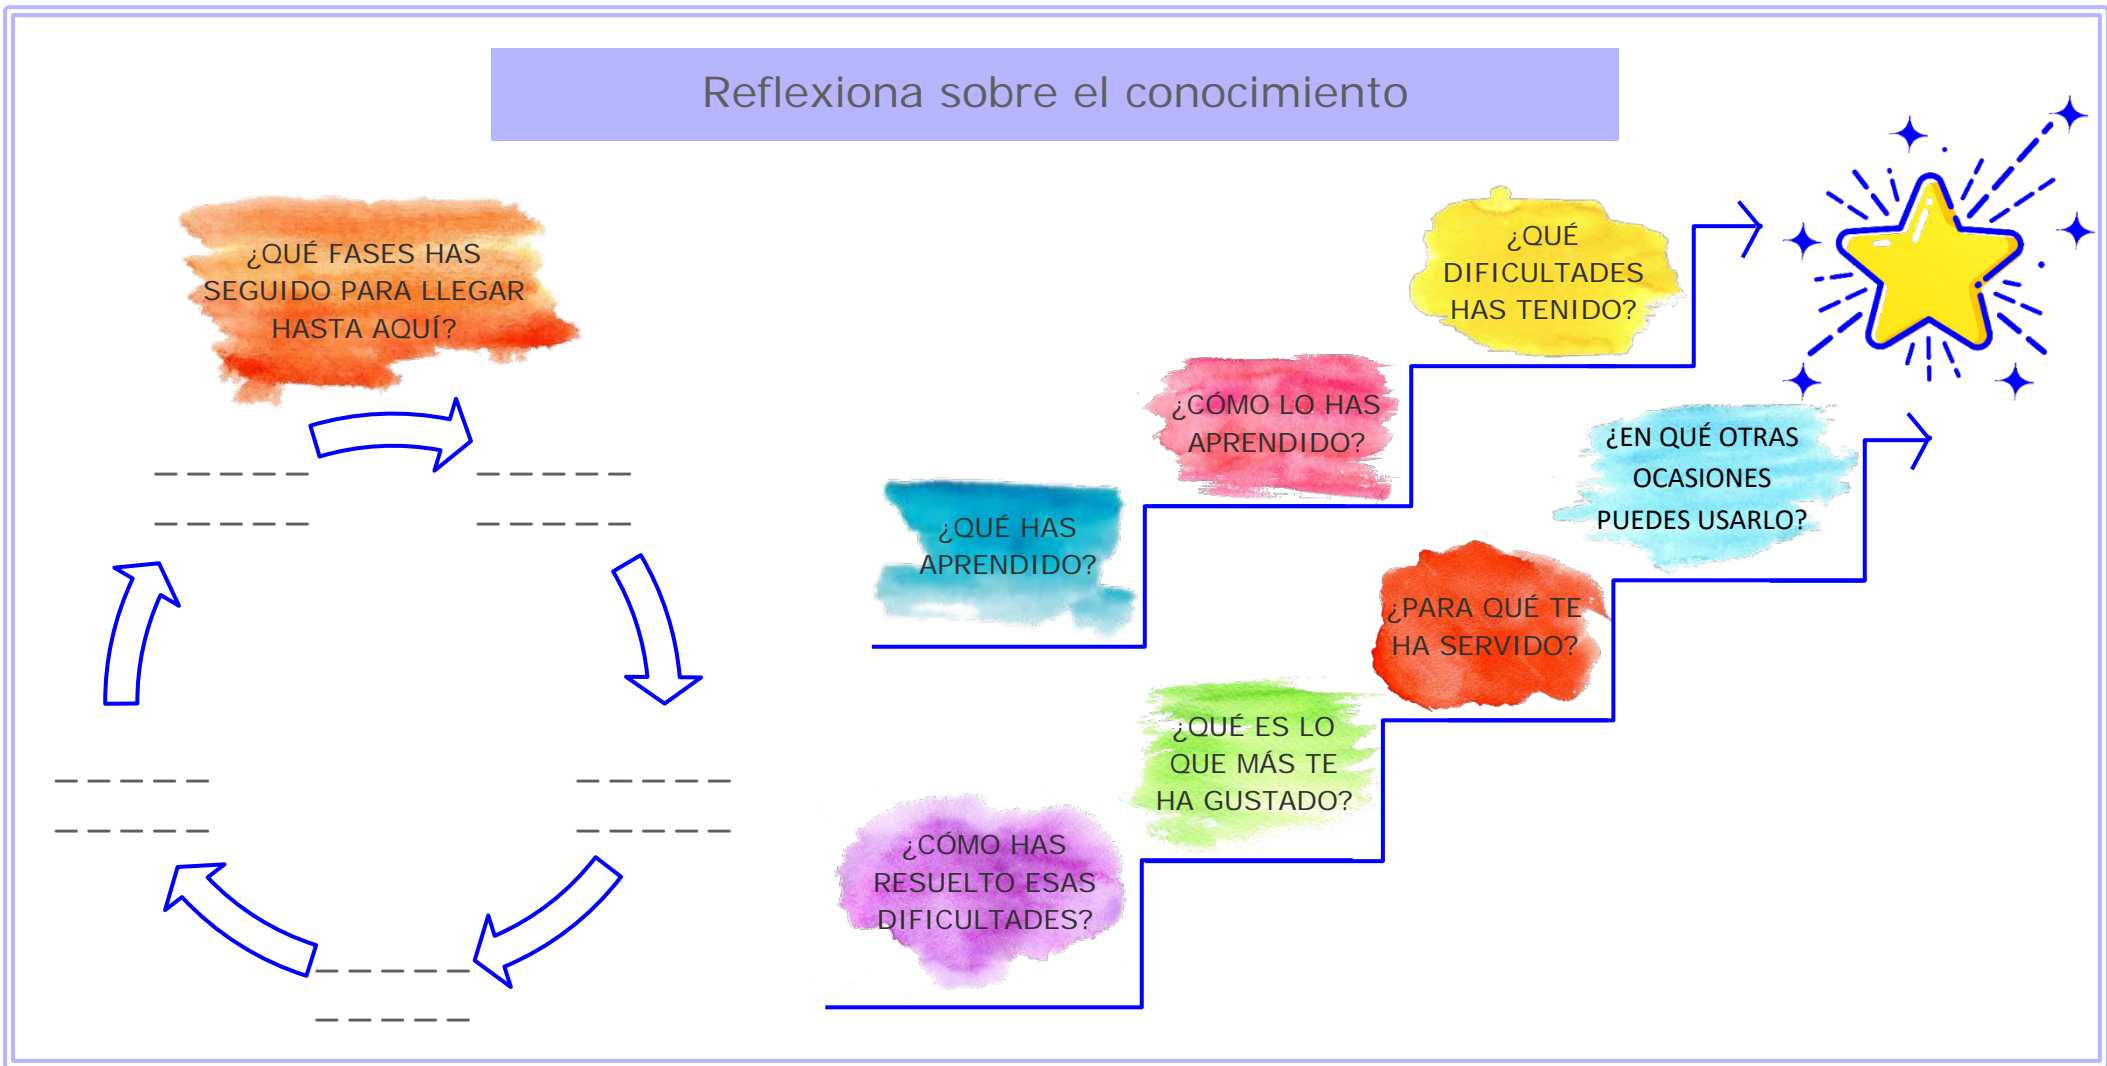 Reflexiona sobre el conocimiento
¿QUÉ FASES HAS
SEGUIDO PARA LLEGAR
HASTA AQUÍ?
¿QUÉ HAS
APRENDIDO?
¿CÓMO LO HAS
APRENDIDO?
¿QUÉ
DIFICULTADES
HAS TENIDO?
¿CÓMO HAS
RESUELTO ESAS
DIFICULTADES?
¿QUÉ ES LO
QUE MÁS TE
HA GUSTADO?
¿PARA QUÉ TE
HA SERVIDO?
¿EN QUÉ OTRAS
OCASIONES
PUEDES USARLO?